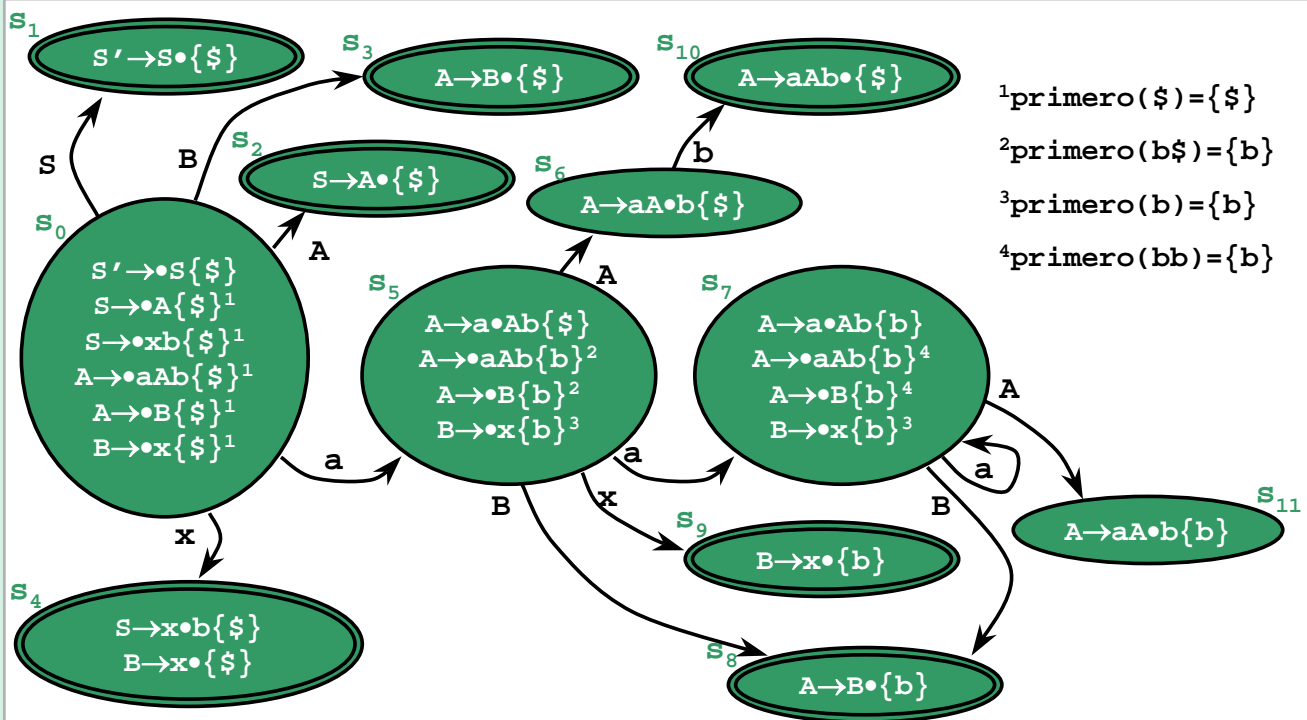 s₁
S′→S•{$}
s₃
A→B•{$}
s₁₀
A→aAb•{$}
¹primero($)={$}
²primero(b$)={b}
³primero(b)={b}
⁴primero(bb)={b}
S
B
s₂
S→A•{$}
b
s₆
A→aA•b{$}
s₀
A
S′→•S{$}
S→•A{$}¹
S→•xb{$}¹
A→•aAb{$}¹
A→•B{$}¹
B→•x{$}¹
s₅
A
A→a•Ab{$}
A→•aAb{b}²
A→•B{b}²
B→•x{b}³
s₇
A→a•Ab{b}
A→•aAb{b}⁴
A→•B{b}⁴
B→•x{b}³
A
a
a
a
x
B
x
B
s₉
B→x•{b}
s₁₁
A→aA•b{b}
s₄
S→x•b{$}
B→x•{$}
s₈
A→B•{b}